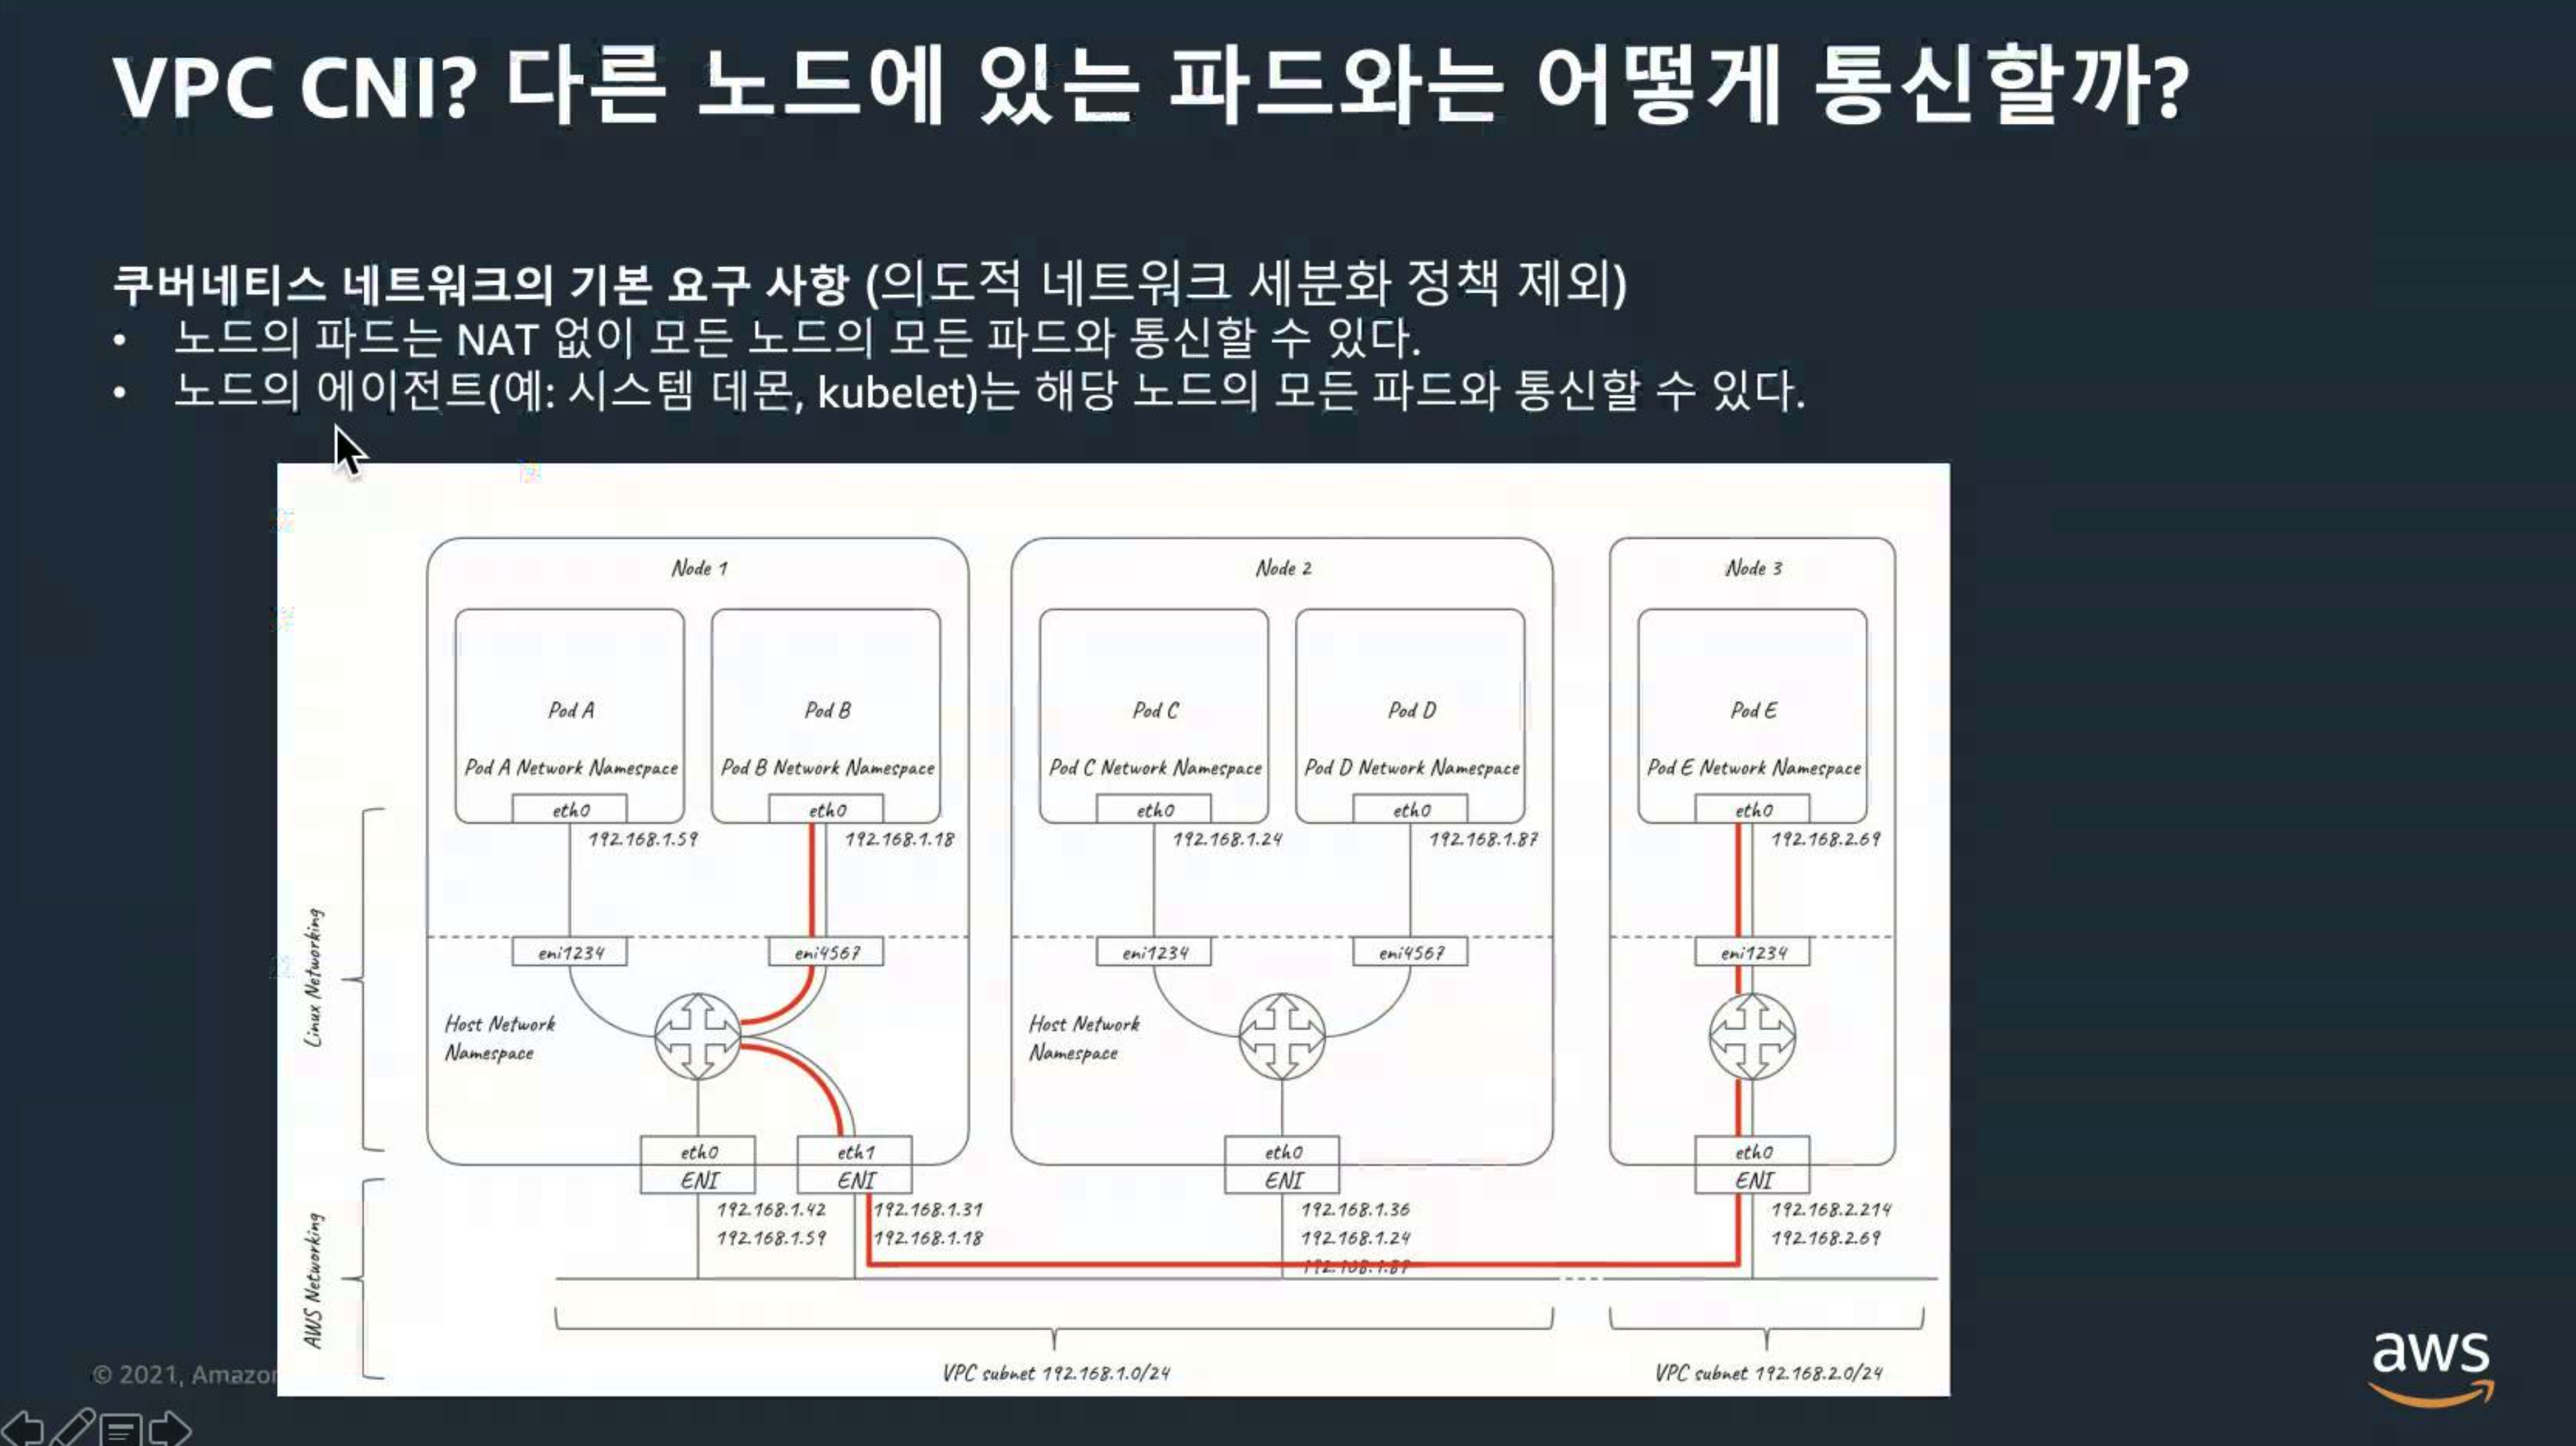 VPC CNI? 다른 노드에 있는 파드와는 어떻게 통신할까?
쿠버네티스 네트워크의 기본 요구 사항 (의도적 네트워크 세분화 정책 제외)
• 노드의 파드는 NAT 없이 모든 노드의 모든 파드와 통신할 수 있다.
• 노드의 에이전트(예: 시스템 데몬, kubelet)는 해당 노드의 모든 파드와 통신할 수 있다.
Node 1
Node 2
Node 3
Pod A
Pod B
Pod C
Pod D
Pod E
Pod A Network Namespace
Pod B Network Namespace
Pod C Network Namespace
Pod D Network Namespace
Pod E Network Namespace
eth0
eth0
eth0
eth0
eth0
192.168.1.59
192.168.1.18
192.168.1.24
192.168.1.87
192.168.2.69
Linux Networking
eni1234
eni4567
eni1234
eni4567
eni1234
Host Network
Namespace
Host Network
Namespace
eth0
eth1
eth0
eth0
ENI
ENI
ENI
ENI
192.168.1.42
192.168.1.59
192.168.1.31
192.168.1.18
192.168.1.36
192.168.1.24
192.168.1.87
192.168.2.214
192.168.2.69
AWS Networking
VPC subnet 192.168.1.0/24
VPC subnet 192.168.2.0/24
© 2021, Amazon
aws